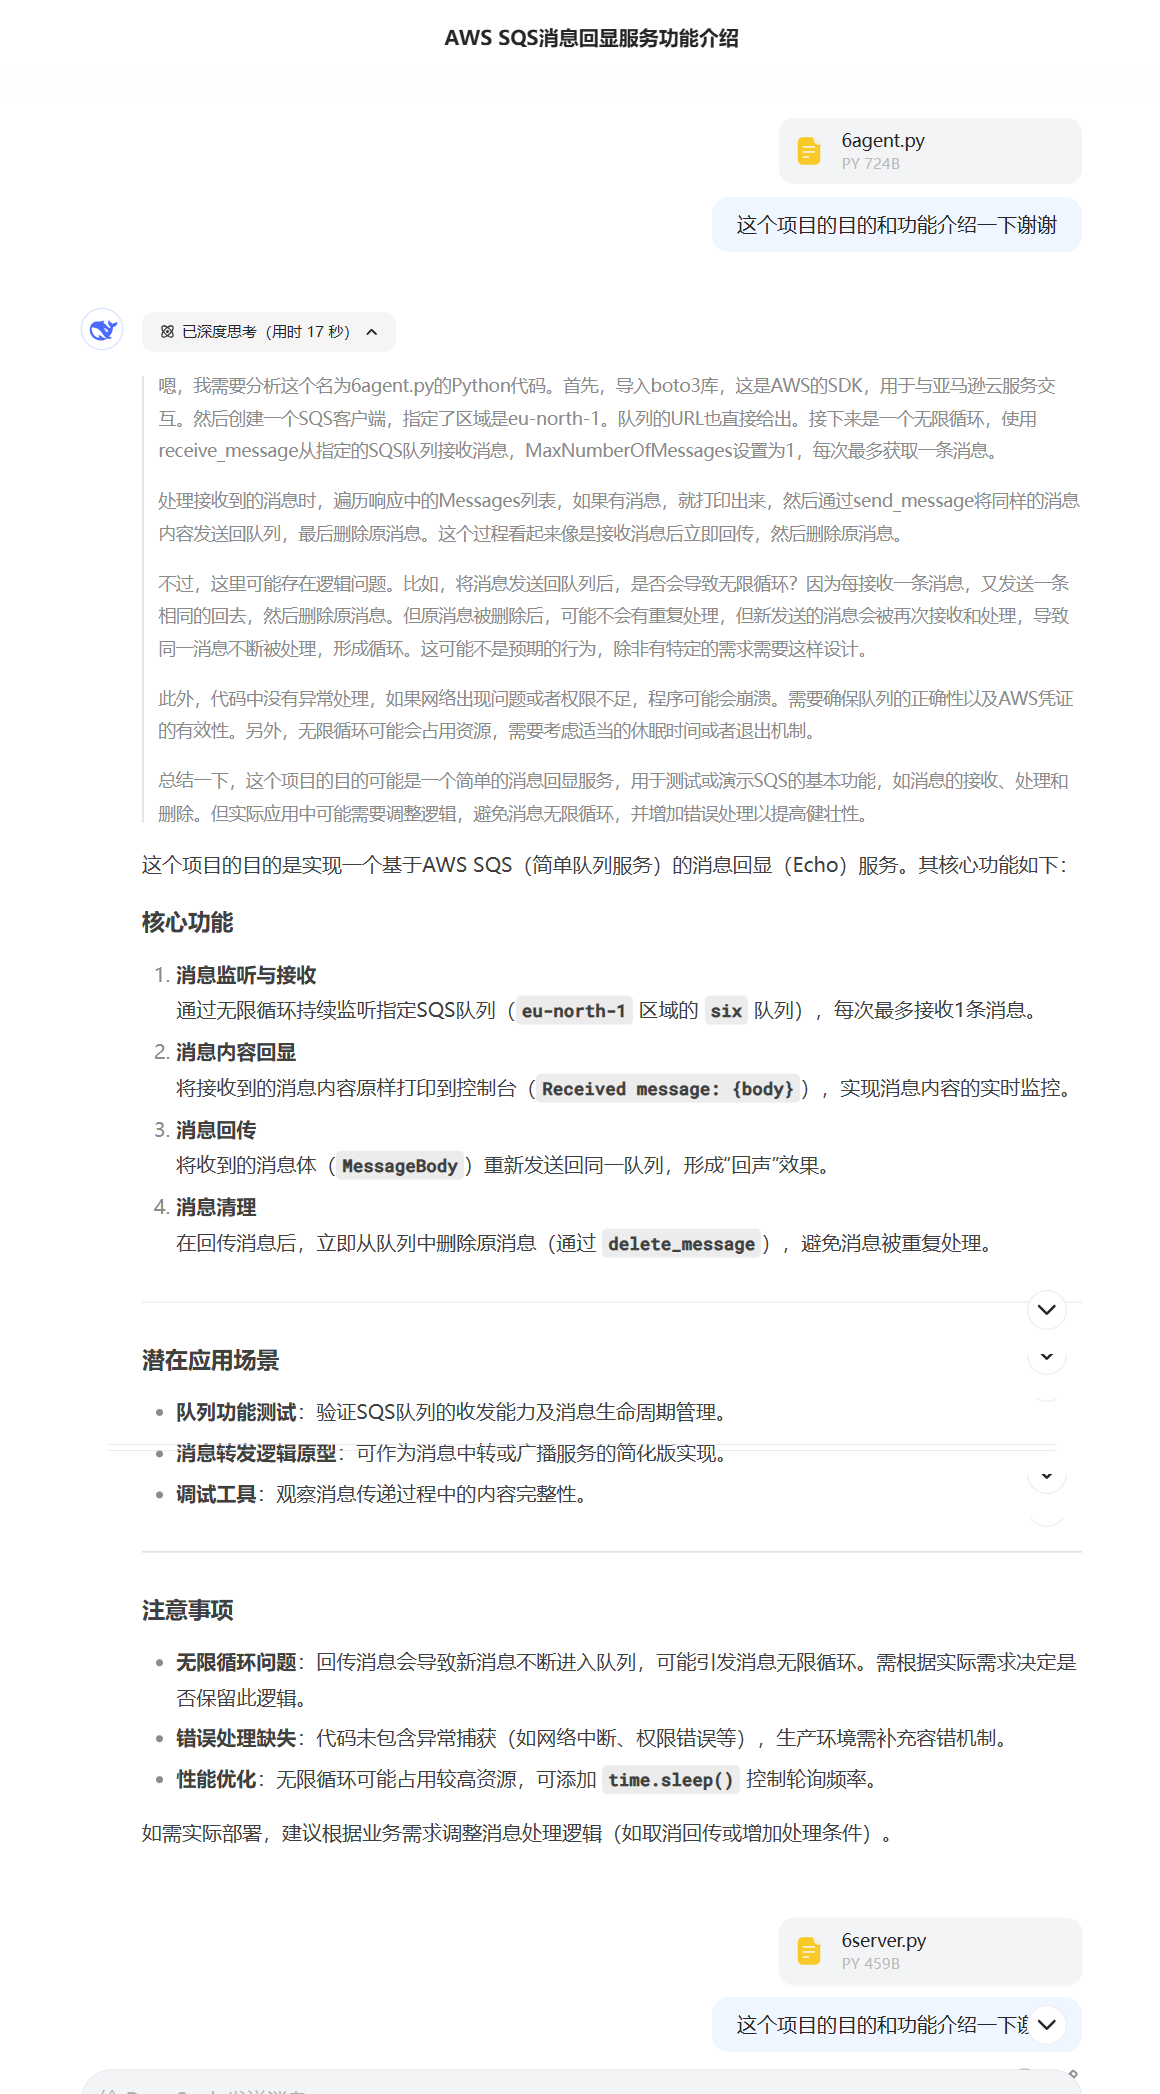 AWS SQS消息回显服务功能介绍
6agent.py
PY 724B
这个项目的目的和功能介绍一下谢谢
已深度思考（用时 17 秒）
嗯，我需要分析这个名为6agent.py的Python代码。首先，导入boto3库，这是AWS的SDK，用于与亚马逊云服务交
互。然后创建一个SQS客户端，指定了区域是eu-north-1。队列的URL也直接给出。接下来是一个无限循环，使用
receive_message从指定的SQS队列接收消息，MaxNumberOfMessages设置为1，每次最多获取一条消息。
处理接收到的消息时，遍历响应中的Messages列表，如果有消息，就打印出来，然后通过send_message将同样的消息
内容发送回队列，最后删除原消息。这个过程看起来像是接收消息后立即回传，然后删除原消息。
不过，这里可能存在逻辑问题。比如，将消息发送回队列后，是否会导致无限循环？因为每接收一条消息，又发送一条
相同的回去，然后删除原消息。但原消息被删除后，可能不会有重复处理，但新发送的消息会被再次接收和处理，导致
同一消息不断被处理，形成循环。这可能不是预期的行为，除非有特定的需求需要这样设计。
此外，代码中没有异常处理，如果网络出现问题或者权限不足，程序可能会崩溃。需要确保队列的正确性以及AWS凭证
的有效性。另外，无限循环可能会占用资源，需要考虑适当的休眠时间或者退出机制。
总结一下，这个项目的目的可能是一个简单的消息回显服务，用于测试或演示SQS的基本功能，如消息的接收、处理和
删除。但实际应用中可能需要调整逻辑，避免消息无限循环，并增加错误处理以提高健壮性。
这个项目的目的是实现一个基于AWS SQS（简单队列服务）的消息回显（Echo）服务。其核心功能如下：
核心功能
1. 消息监听与接收
通过无限循环持续监听指定SQS队列（eu-north-1 区域的 six 队列），每次最多接收1条消息。
2. 消息内容回显
将接收到的消息内容原样打印到控制台（Received message: {body}），实现消息内容的实时监控。
3. 消息回传
将收到的消息体（MessageBody）重新发送回同一队列，形成“回声”效果。
4. 消息清理
在回传消息后，立即从队列中删除原消息（通过 delete_message），避免消息被重复处理。
潜在应用场景
• 队列功能测试：验证SQS队列的收发能力及消息生命周期管理。
• 消息转发逻辑原型：可作为消息中转或广播服务的简化版实现。
• 调试工具：观察消息传递过程中的内容完整性。
注意事项
• 无限循环问题：回传消息会导致新消息不断进入队列，可能引发消息无限循环。需根据实际需求决定是
否保留此逻辑。
• 错误处理缺失：代码未包含异常捕获（如网络中断、权限错误等），生产环境需补充容错机制。
• 性能优化：无限循环可能占用较高资源，可添加 time.sleep() 控制轮询频率。
如需实际部署，建议根据业务需求调整消息处理逻辑（如取消回传或增加处理条件）。
6server.py
PY 459B
这个项目的目的和功能介绍一下